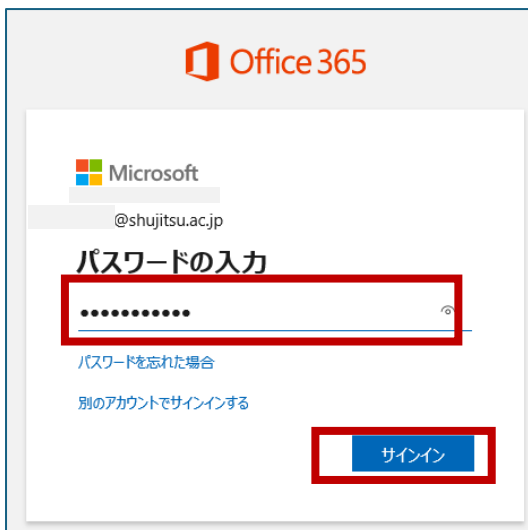 Office 365
Microsoft
@shujitsu.ac.jp
パスワードの入力
•••••••••••
パスワードを忘れた場合
別のアカウントでサインインする
サインイン